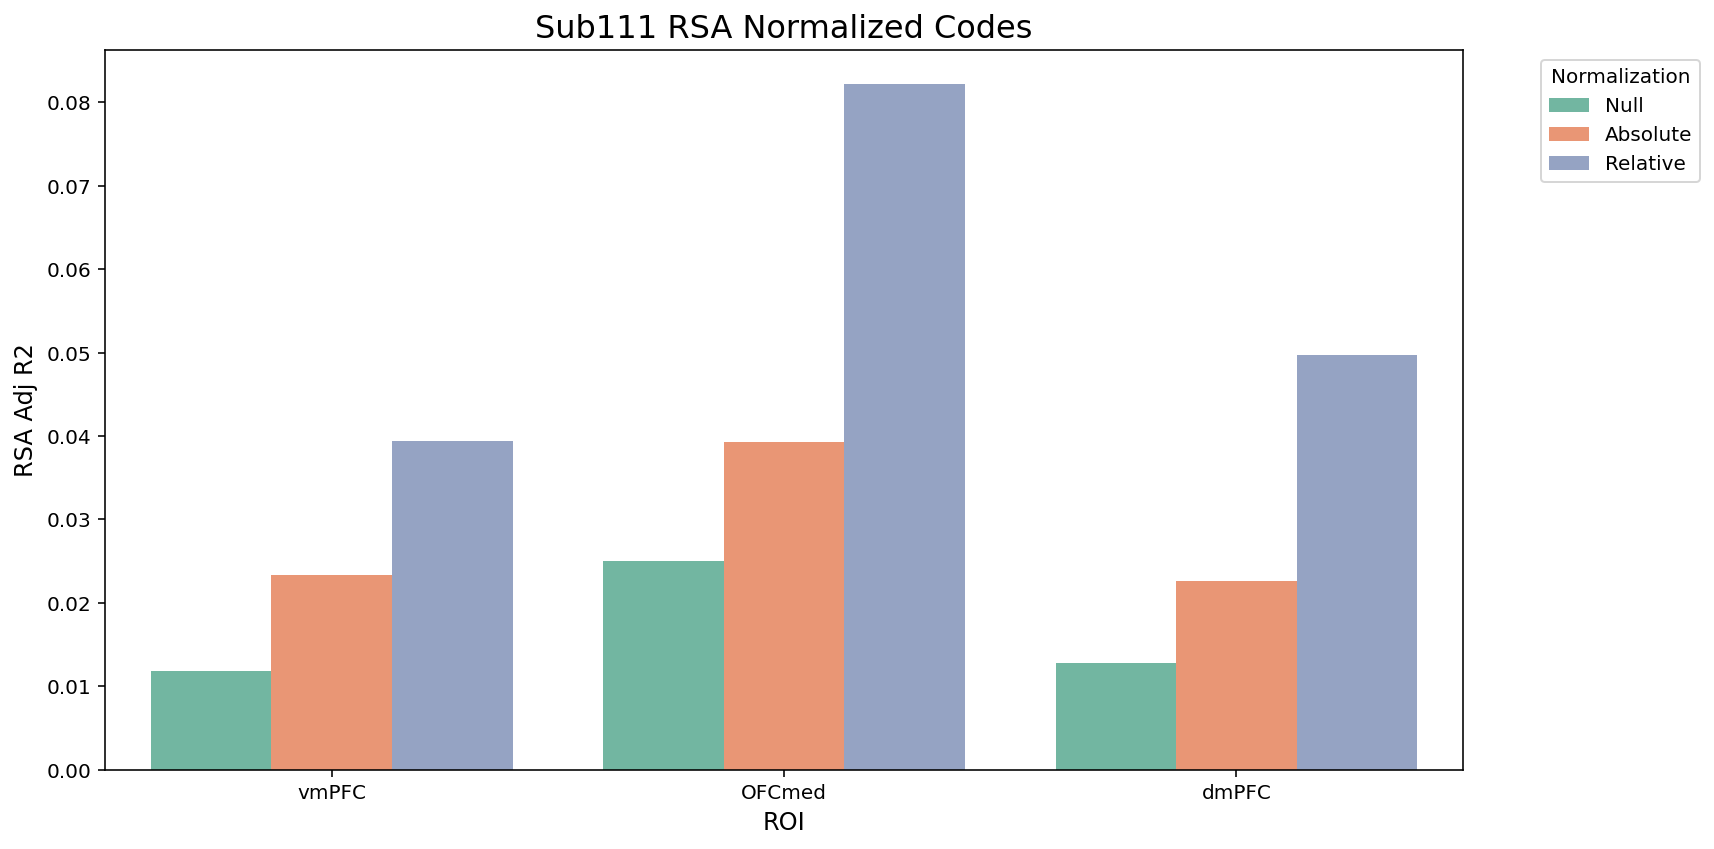 Sub111 RSA Normalized Codes
Normalization
Null
Absolute
Relative
RSA Adj R2
0.08
0.07
0.06
0.05
0.04
0.03
0.02
0.01
0.00
vmPFC OFCmed dmPFC
ROI